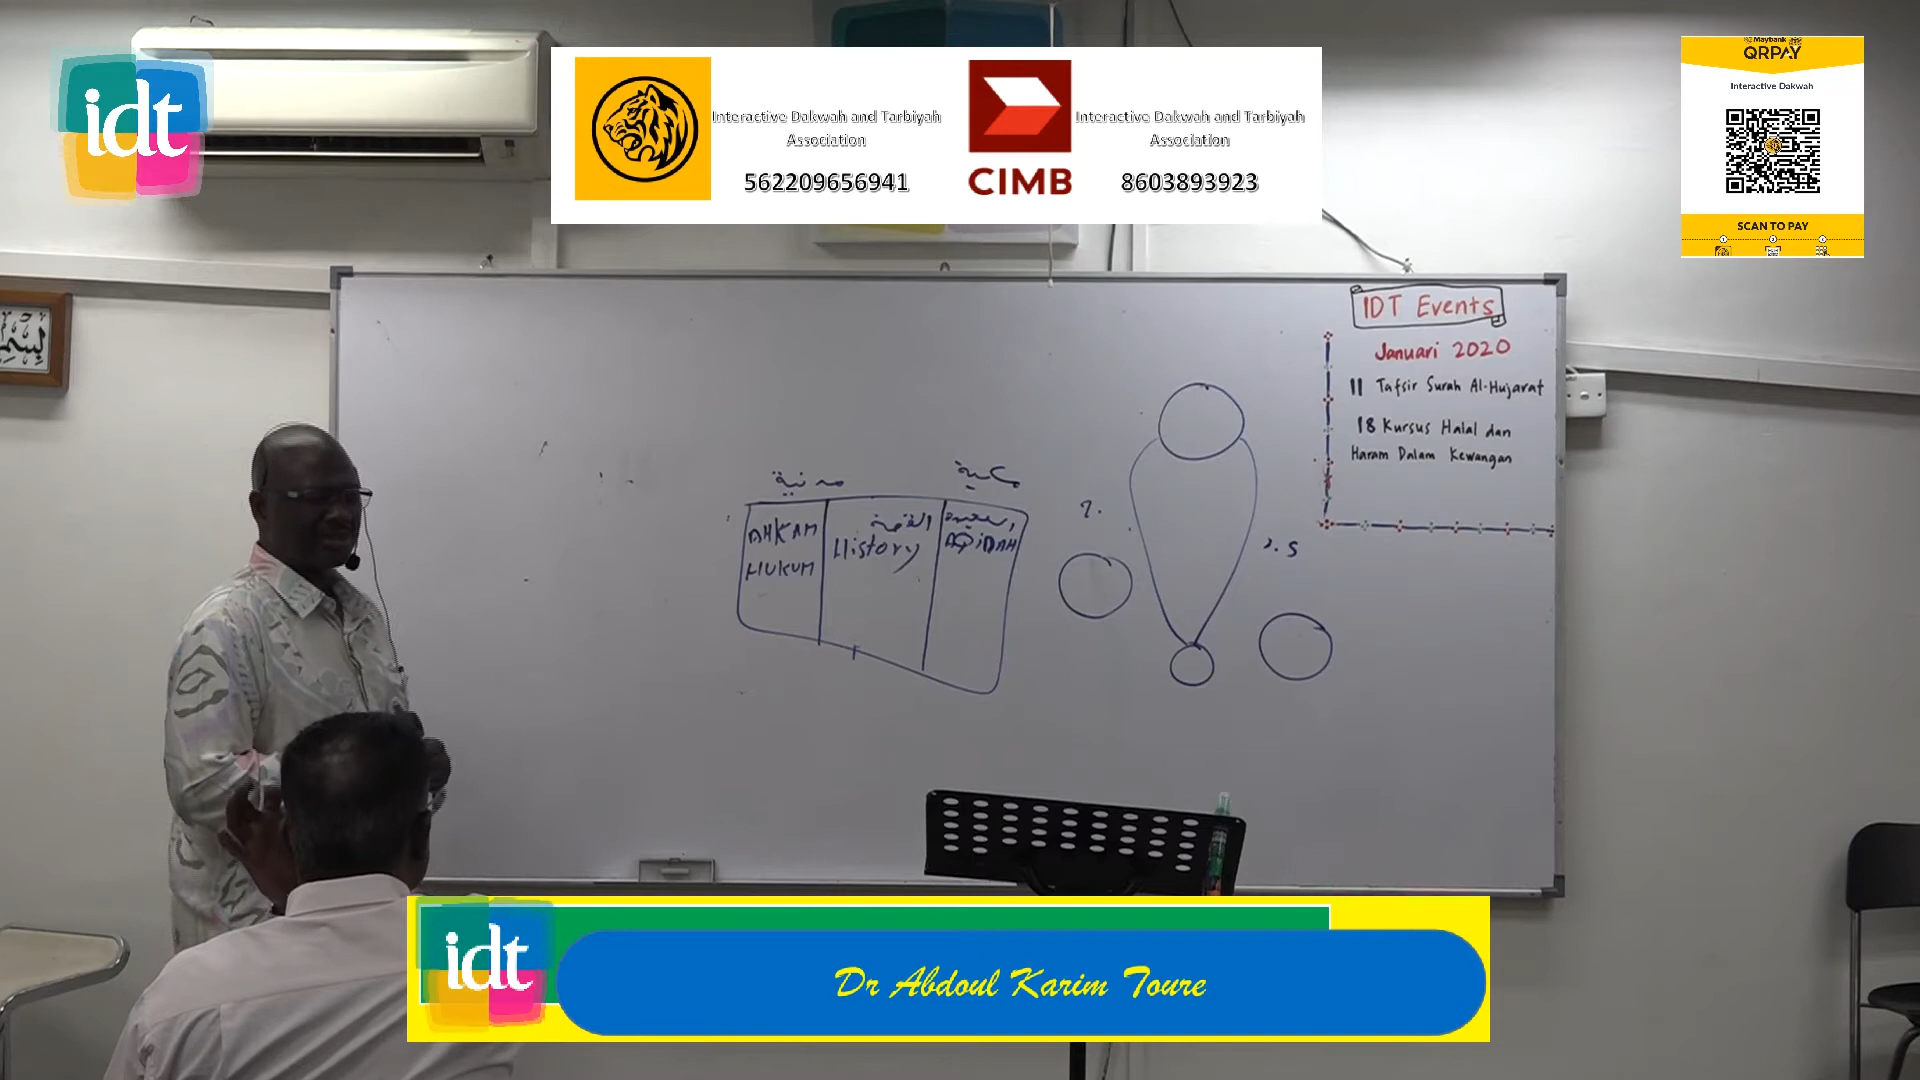 idt
Interactive Dakwah and Tarbiyah
Association
562209656941
CIMB
Interactive Dakwah and Tarbiyah
Association
8603893923
Maybank
QRPAY
Interactive Dakwah
SCAN TO PAY
IDT Events
Januari 2020
11 Tafsir Surah Al-Hujarat
18 Kursus Halal dan
Haram Dalam Kewangan
مكية
مدنية
القصة
AHKAM
HUKUM
History
AQIDAH
idt
Dr Abdoul Karim Toure